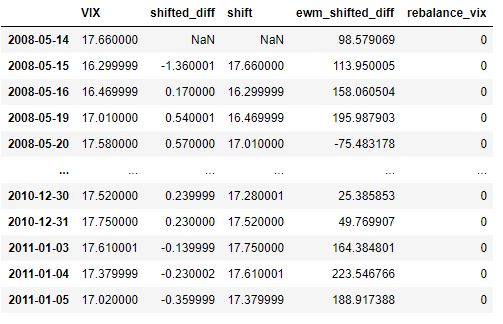 VIX shifted_diff shift ewm_shifted_diff rebalance_vix
2008-05-14 17.660000 NaN NaN 98.579069 0
2008-05-15 16.299999 -1.360001 17.660000 113.950005 0
2008-05-16 16.469999 0.170000 16.299999 158.060504 0
2008-05-19 17.010000 0.540001 16.469999 195.987903 0
2008-05-20 17.580000 0.570000 17.010000 -75.483178 0
... ... ... ... ... ...
2010-12-30 17.520000 0.239999 17.280001 25.385853 0
2010-12-31 17.750000 0.230000 17.520000 49.769907 0
2011-01-03 17.610001 -0.139999 17.750000 164.384801 0
2011-01-04 17.379999 -0.230002 17.610001 223.546766 0
2011-01-05 17.020000 -0.359999 17.379999 188.917388 0